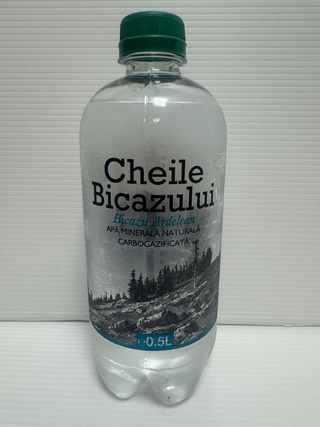 Cheile
Bicazului
Bicazu Ardelean
APĂ MINERALĂ NATURALĂ
CARBOGAZIFICATĂ
℮0.5L